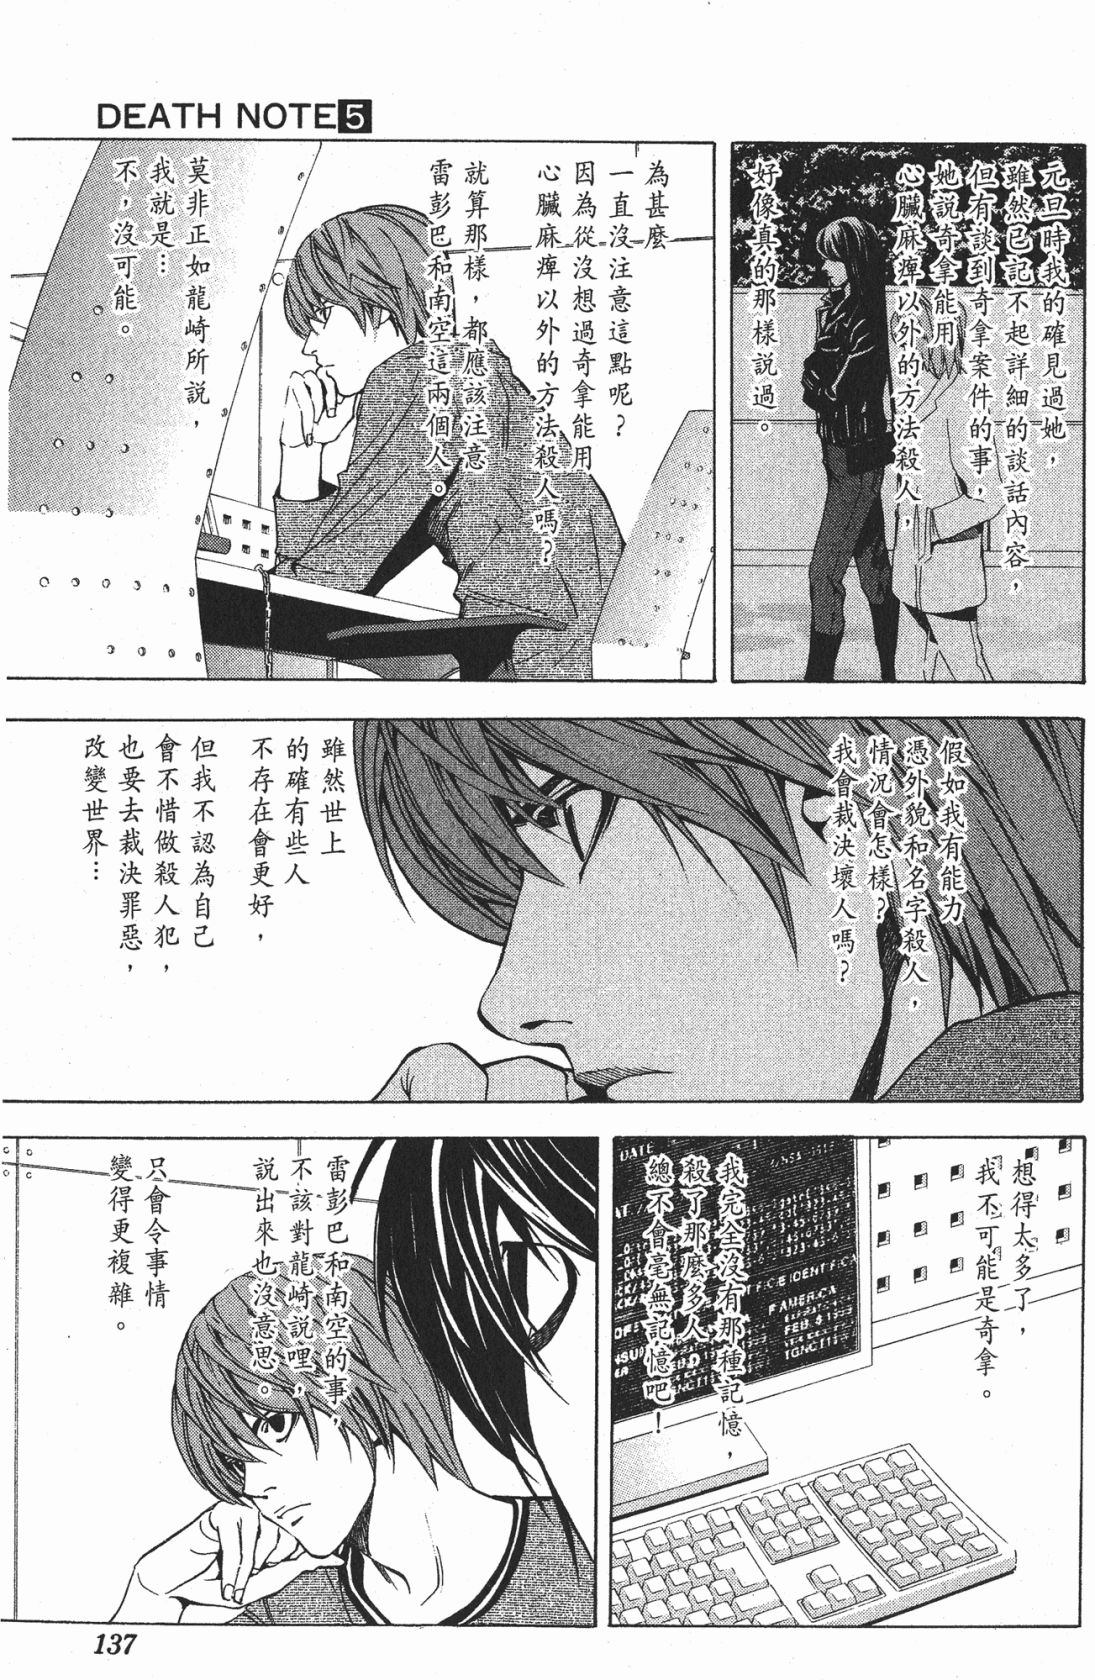 DEATH NOTE 5
元旦時我的確見過她，
雖然已記不起詳細的談話內容，
但有談到奇拿案件的事，
她說奇拿能用
心臟麻痺以外的方法殺人，
好像真的那樣說過。
為甚麼
一直沒注意這點呢？
因為從沒想過奇拿能用
心臟麻痺以外的方法殺人嗎？
就算那樣，都應該注意
雷彭巴和南空這兩個人。
莫非正如龍崎所說，
我就是…
不，沒可能。
假如我有能力
憑外貌和名字殺人，
情況會怎樣？
我會裁決壞人嗎？
雖然世上
的確有些人
不存在會更好，
但我不認為自己
會不惜做殺人犯，
也要去裁決罪惡，
改變世界…
想得太多了，
我不可能是奇拿。
我完全沒有那種記憶，
殺了那麼多人
總不會毫無記憶吧！
DATE
雷彭巴和南空的事，
不該對龍崎說哩，
說出來也沒意思。
只會令事情
變得更複雜。
137